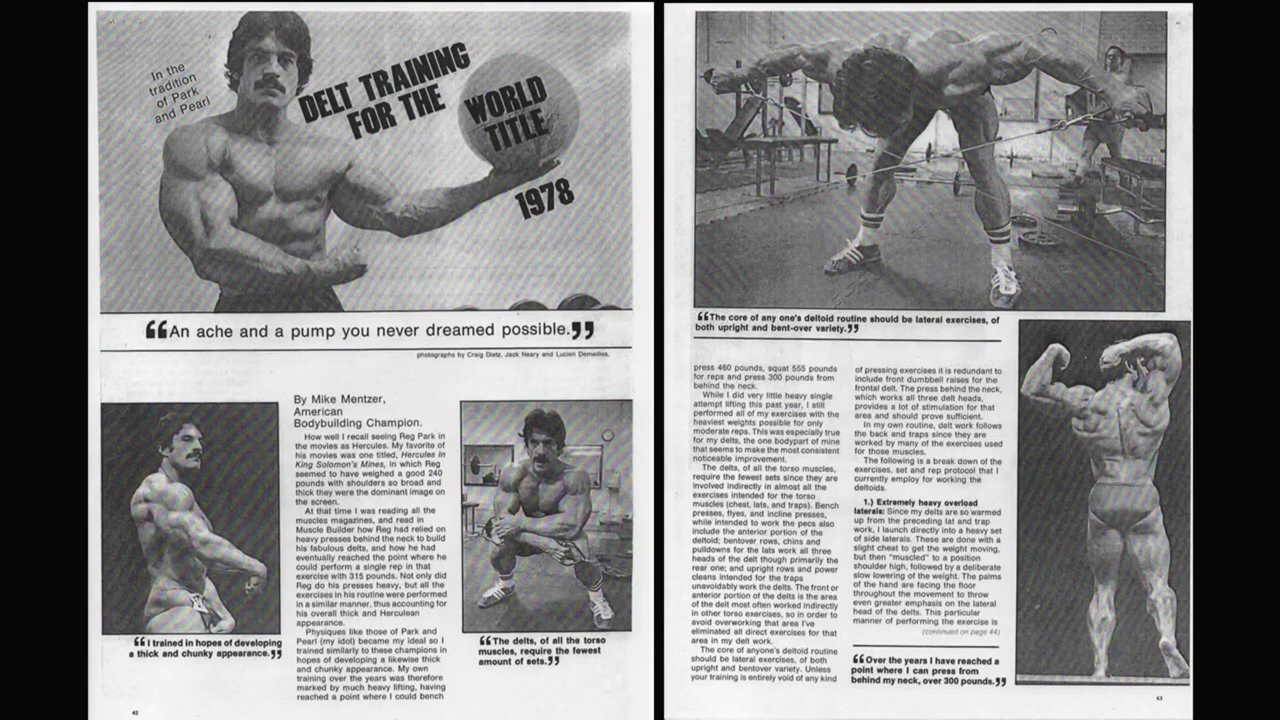 In the
tradition
of Park
and Pearl
DELT TRAINING
FOR THE
WORLD
TITLE
1978
“An ache and a pump you never dreamed possible.”
photographs by Craig Dietz, Jack Neary and Lucien Demeilles.
By Mike Mentzer,
American
Bodybuilding Champion.
How well I recall seeing Reg Park in
the movies as Hercules. My favorite of
his movies was one titled, Hercules In
King Solomon's Mines, in which Reg
seemed to have weighed a good 240
pounds with shoulders so broad and
thick they were the dominant image on
the screen.
At that time I was reading all the
muscles magazines, and read in
Muscle Builder how Reg had relied on
heavy presses behind the neck to build
his fabulous delts, and how he had
eventually reached the point where he
could perform a single rep in that
exercise with 315 pounds. Not only did
Reg do his presses heavy, but all the
exercises in his routine were performed
in a similar manner, thus accounting for
his overall thick and Herculean
appearance.
Physiques like those of Park and
Pearl (my idol) became my ideal so I
trained similarly to these champions in
hopes of developing a likewise thick
and chunky appearance. My own
training over the years was therefore
marked by much heavy lifting, having
reached a point where I could bench
“I trained in hopes of developing
a thick and chunky appearance.”
“The delts, of all the torso
muscles, require the fewest
amount of sets.”
42
“The core of any one's deltoid routine should be lateral exercises, of
both upright and bent-over variety.”
press 460 pounds, squat 555 pounds
for reps and press 300 pounds from
behind the neck.
While I did very little heavy single
attempt lifting this past year, I still
performed all of my exercises with the
heaviest weights possible for only
moderate reps. This was especially true
for my delts, the one bodypart of mine
that seems to make the most consistent
noticeable improvement.
The delts, of all the torso muscles,
require the fewest sets since they are
involved indirectly in almost all the
exercises intended for the torso
muscles (chest, lats, and traps). Bench
presses, flyes, and incline presses,
while intended to work the pecs also
include the anterior portion of the
deltoid; bentover rows, chins and
pulldowns for the lats work all three
heads of the delt though primarily the
rear one; and upright rows and power
cleans intended for the traps
unavoidably work the delts. The front or
anterior portion of the delts is the area
of the delt most often worked indirectly
in other torso exercises, so in order to
avoid overworking that area I've
eliminated all direct exercises for that
area in my delt work.
The core of anyone's deltoid routine
should be lateral exercises, of both
upright and bentover variety. Unless
your training is entirely void of any kind
of pressing exercises it is redundant to
include front dumbbell raises for the
frontal delt. The press behind the neck,
which works all three delt heads,
provides a lot of stimulation for that
area and should prove sufficient.
In my own routine, delt work follows
the back and traps since they are
worked by many of the exercises used
for those muscles.
The following is a break down of the
exercises, set and rep protocol that I
currently employ for working the
deltoids.
1.) Extremely heavy overload
laterals: Since my delts are so warmed
up from the preceding lat and trap
work, I launch directly into a heavy set
of side laterals. These are done with a
slight cheat to get the weight moving,
but then “muscled” to a position
shoulder high, followed by a deliberate
slow lowering of the weight. The palms
of the hand are facing the floor
throughout the movement to throw
even greater emphasis on the lateral
head of the delts. This particular
manner of performing the exercise is
(continued on page 44)
“Over the years I have reached a
point where I can press from
behind my neck, over 300 pounds.”
43